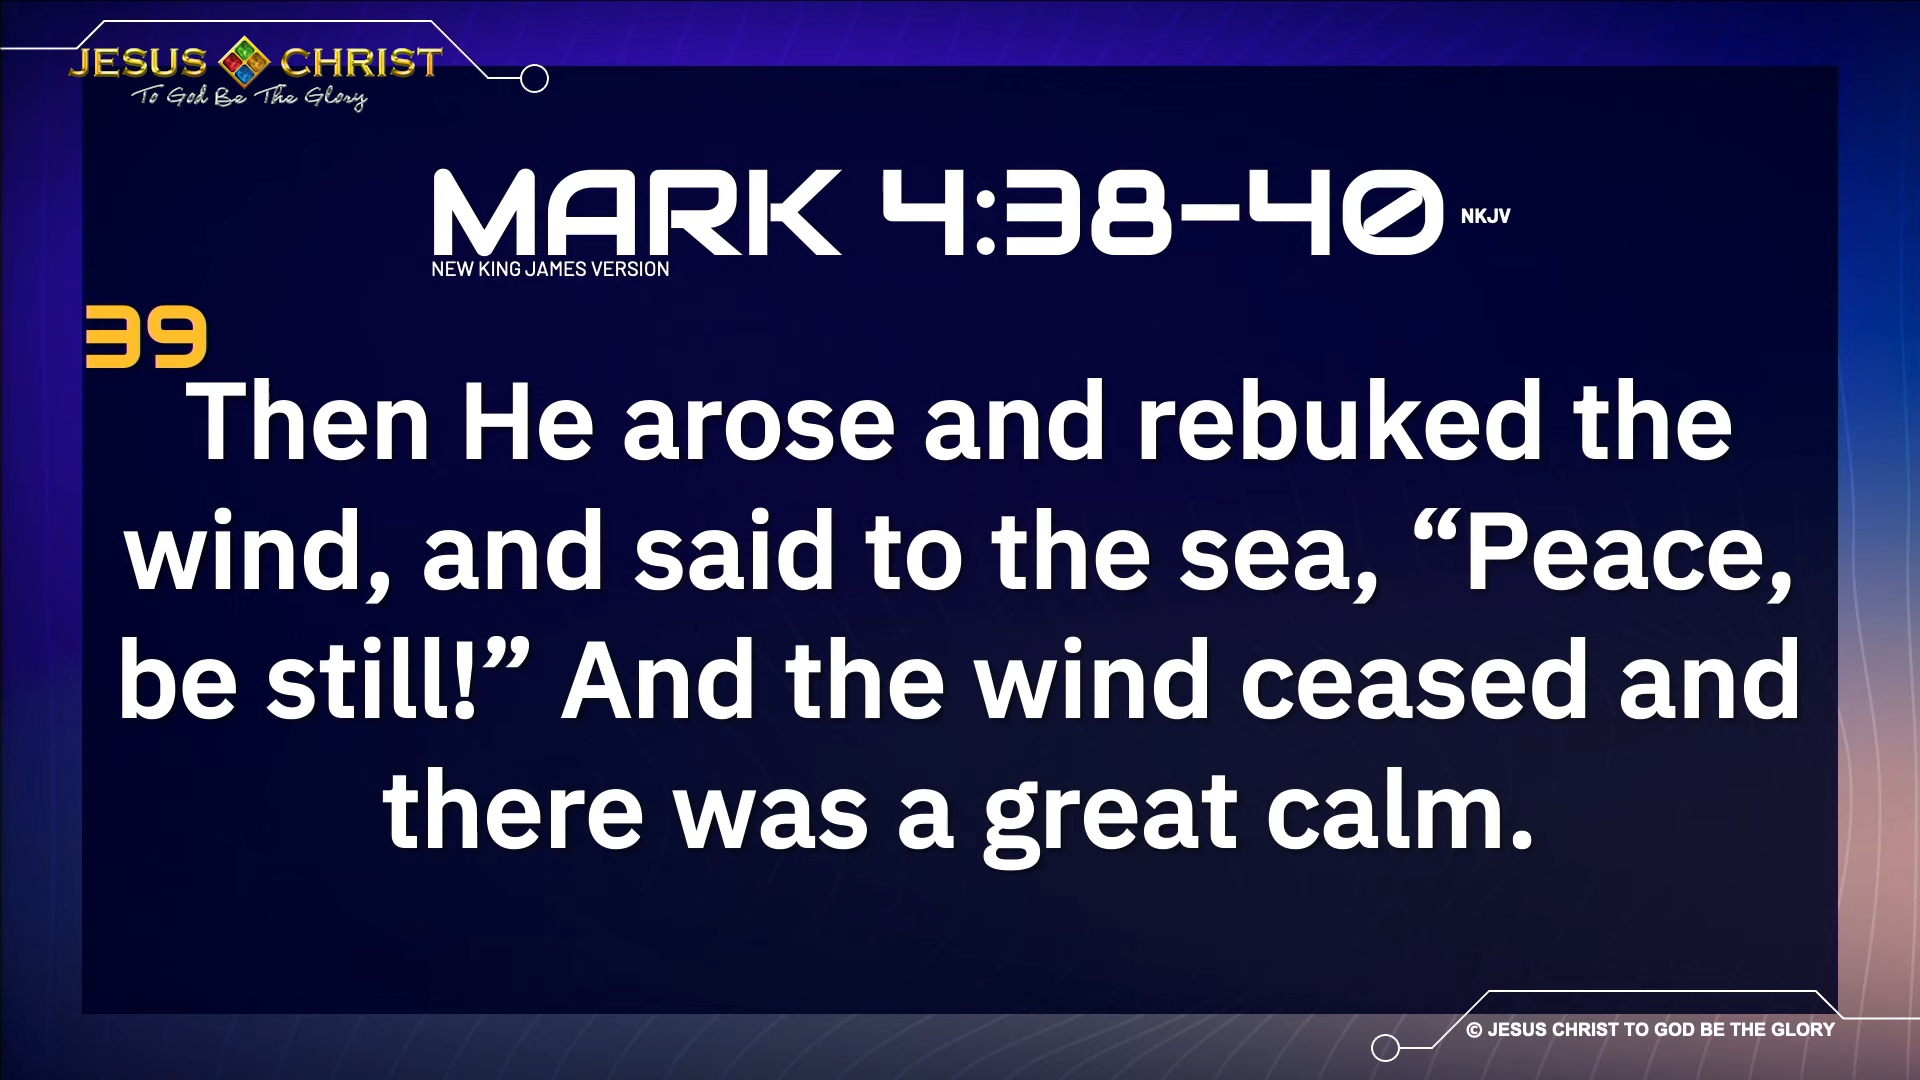 JESUS CHRIST
To God Be The Glory
MARK 4:38-40 NKJV
NEW KING JAMES VERSION
39
Then He arose and rebuked the
wind, and said to the sea, “Peace,
be still!” And the wind ceased and
there was a great calm.
© JESUS CHRIST TO GOD BE THE GLORY